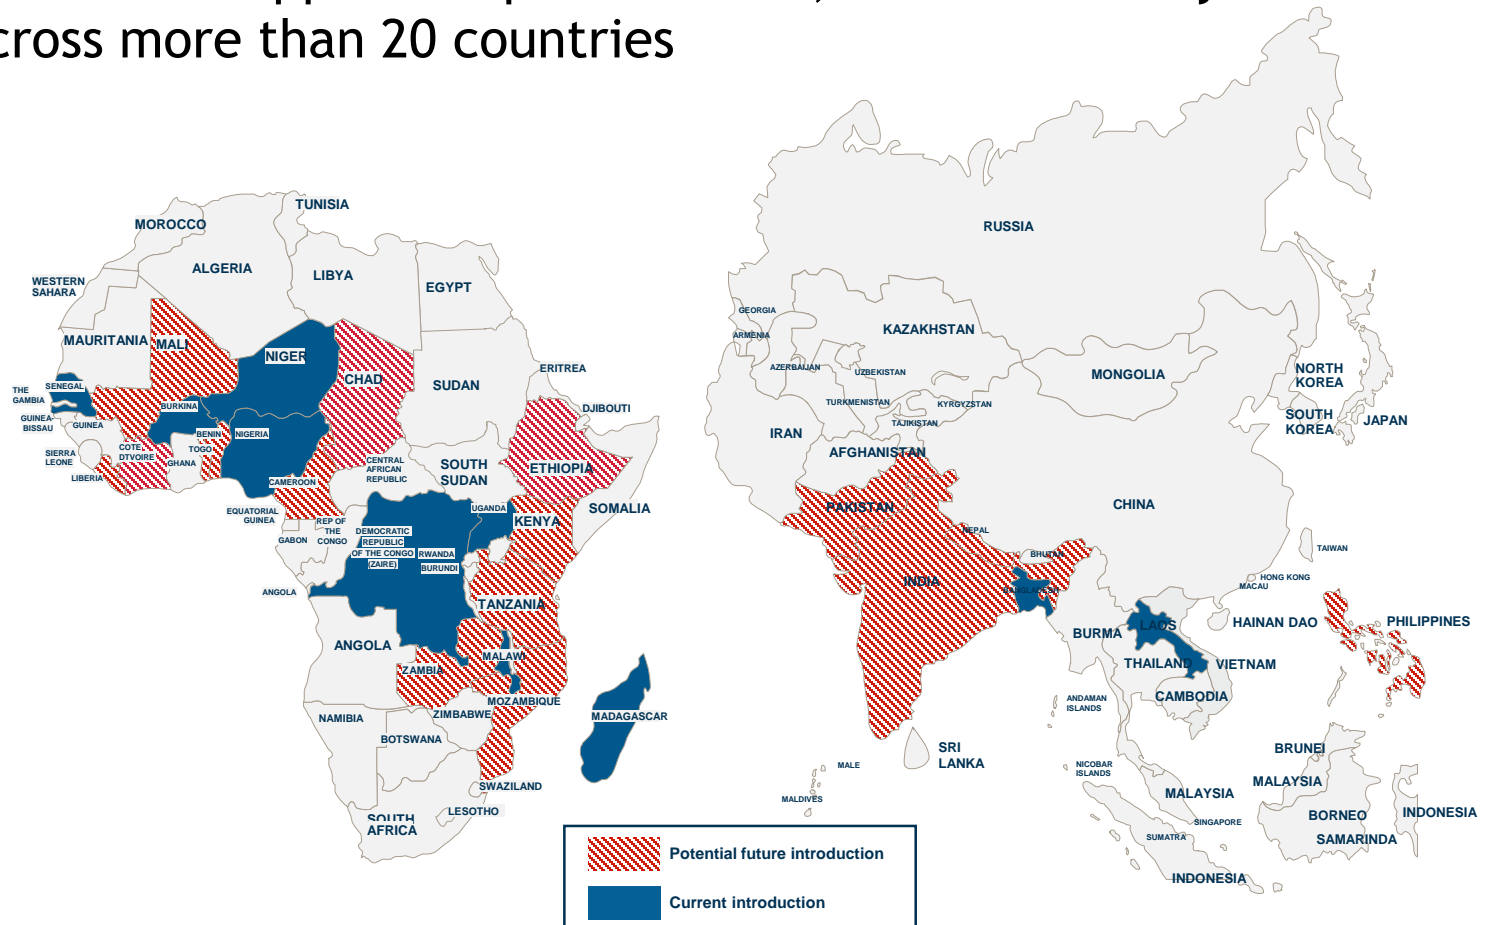 cross more than 20 countries
TUNISIA
MOROCCO
ALGERIA
LIBYA
EGYPT
WESTERN
SAHARA
MAURITANIA
MALI
NIGER
CHAD
SUDAN
ERITREA
DJIBOUTI
THE
GAMBIA
SENEGAL
GUINEA-
BISSAU
GUINEA
BURKINA
BENIN
NIGERIA
SIERRA
LEONE
LIBERIA
COTE
D'TVOIRE
TOGO
GHANA
CAMEROON
CENTRAL
AFRICAN
REPUBLIC
SOUTH
SUDAN
ETHIOPIA
SOMALIA
EQUATORIAL
GUINEA
GABON
REP OF
THE
CONGO
DEMOCRATIC
REPUBLIC
OF THE CONGO
(ZAIRE)
UGANDA
KENYA
RWANDA
BURUNDI
ANGOLA
TANZANIA
ANGOLA
ZAMBIA
MALAWI
MOZAMBIQUE
ZIMBABWE
MADAGASCAR
NAMIBIA
BOTSWANA
SWAZILAND
LESOTHO
SOUTH
AFRICA
RUSSIA
GEORGIA
ARMENIA
AZERBAIJAN
KAZAKHSTAN
UZBEKISTAN
TURKMENISTAN
KYRGYZSTAN
TAJIKISTAN
MONGOLIA
NORTH
KOREA
SOUTH
KOREA
JAPAN
IRAN
AFGHANISTAN
PAKISTAN
CHINA
NEPAL
BHUTAN
INDIA
BANGLADESH
TAIWAN
HONG KONG
MACAU
HAINAN DAO
PHILIPPINES
BURMA
LAOS
THAILAND
VIETNAM
CAMBODIA
ANDAMAN
ISLANDS
SRI
LANKA
MALE
MALDIVES
NICOBAR
ISLANDS
BRUNEI
MALAYSIA
MALAYSIA
SINGAPORE
SUMATRA
BORNEO
SAMARINDA
INDONESIA
INDONESIA
Potential future introduction
Current introduction